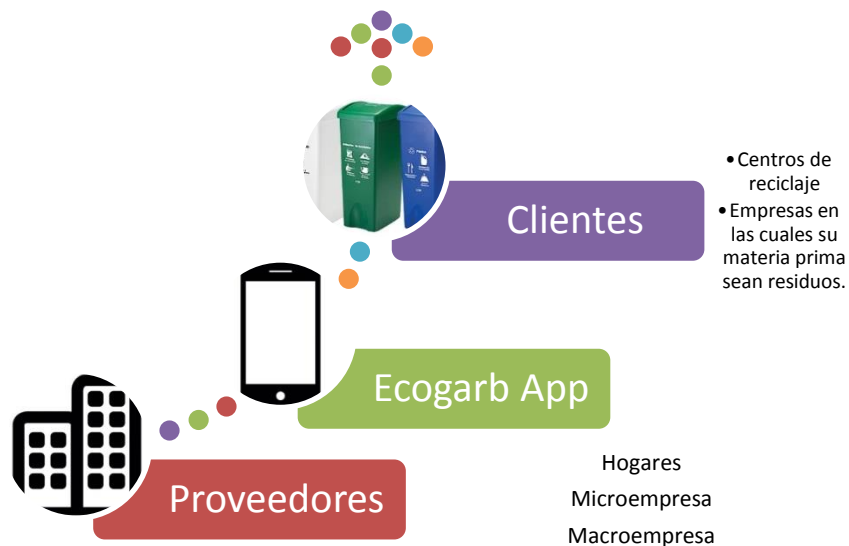 •Centros de
reciclaje
•Empresas en
las cuales su
materia prima
sean residuos.
Clientes
Ecogarb App
Hogares
Microempresa
Macroempresa
Proveedores